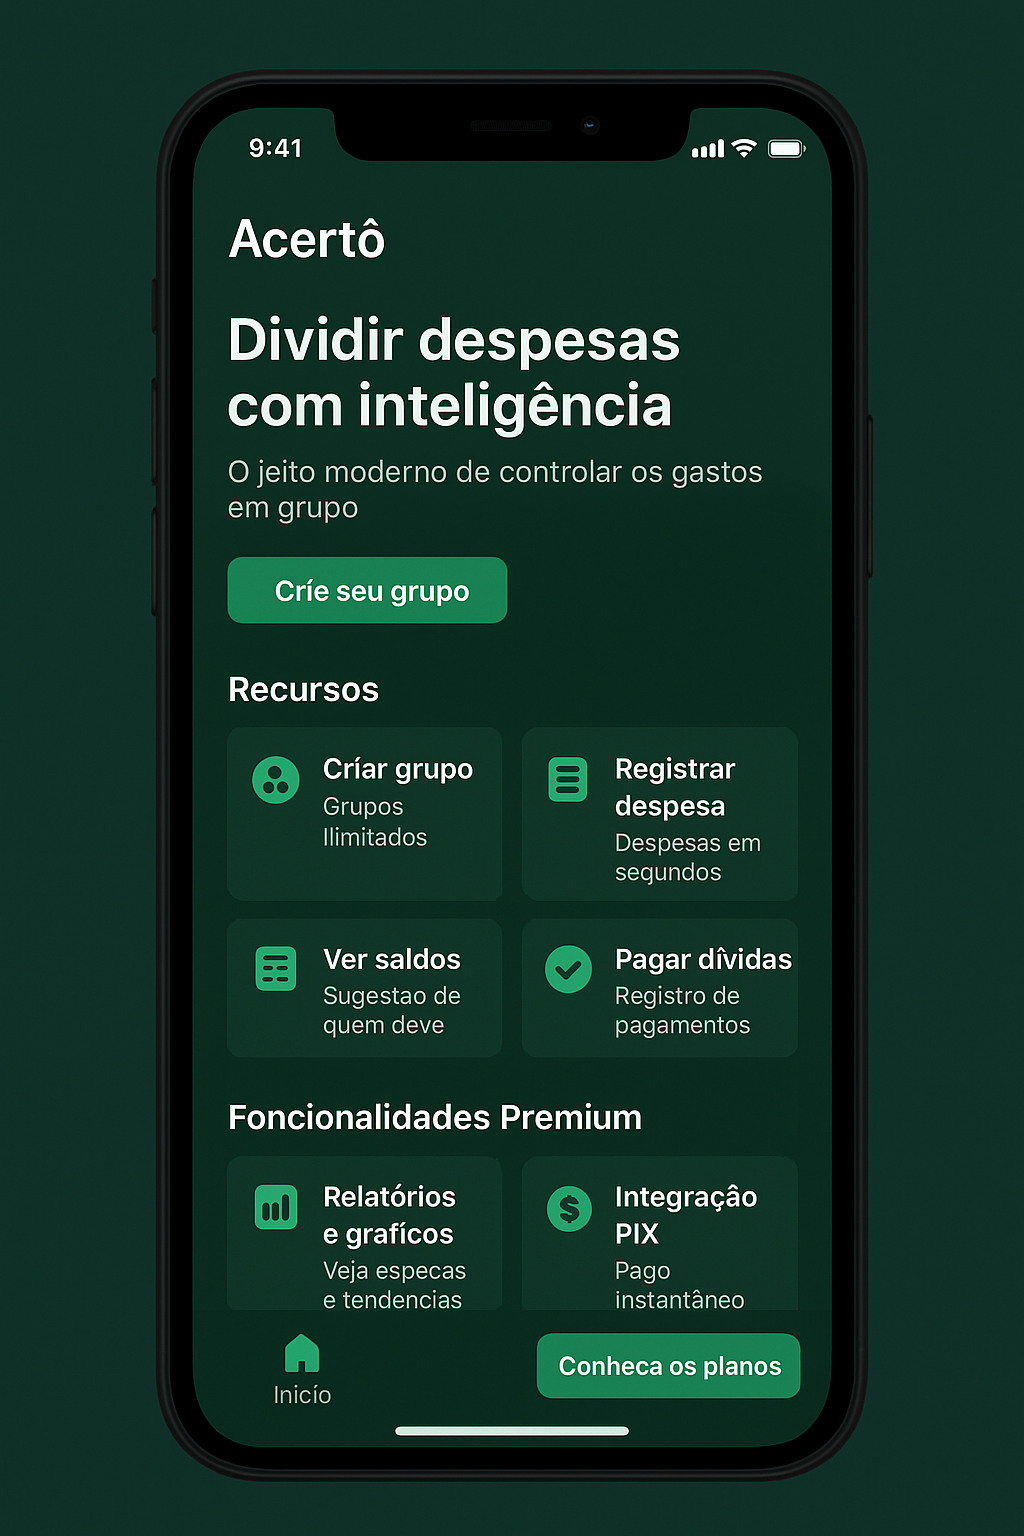 9:41
Acertô
Dividir despesas
com inteligência
O jeito moderno de controlar os gastos
em grupo
Críe seu grupo
Recursos
Críar grupo
Grupos
Ilimitados
Registrar
despesa
Despesas em
segundos
Ver saldos
Sugestao de
quem deve
Pagar dîvidas
Registro de
pagamentos
Foncionalidades Premium
Relatórios
e grafícos
Veja especas
e tendencias
Integraçâo
PIX
Pago
instantâneo
Inicío
Conheca os planos